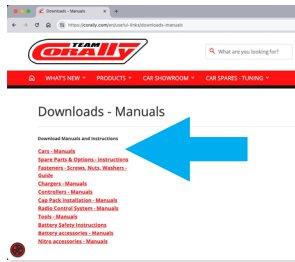 Downloads - Manuals
https://coraly.com/en/useful-links/downloads-manuals
TEAM
CORALLY
What are you looking for?
WHAT'S NEW
PRODUCTS
CAR SHOWROOM
CAR SPARES - TUNING
Downloads - Manuals
Download Manuals and Instructions
Cars - Manuals
Spare Parts & Options - Instructions
Fasteners - Screws, Nuts, Washers -
Guide
Chargers - Manuals
Controllers - Manuals
Cap Pack Installation - Manuals
Radio Control System - Manuals
Tools - Manuals
Battery Safety Instructions
Battery accessories - Manuals
Nitro accessories - Manuals